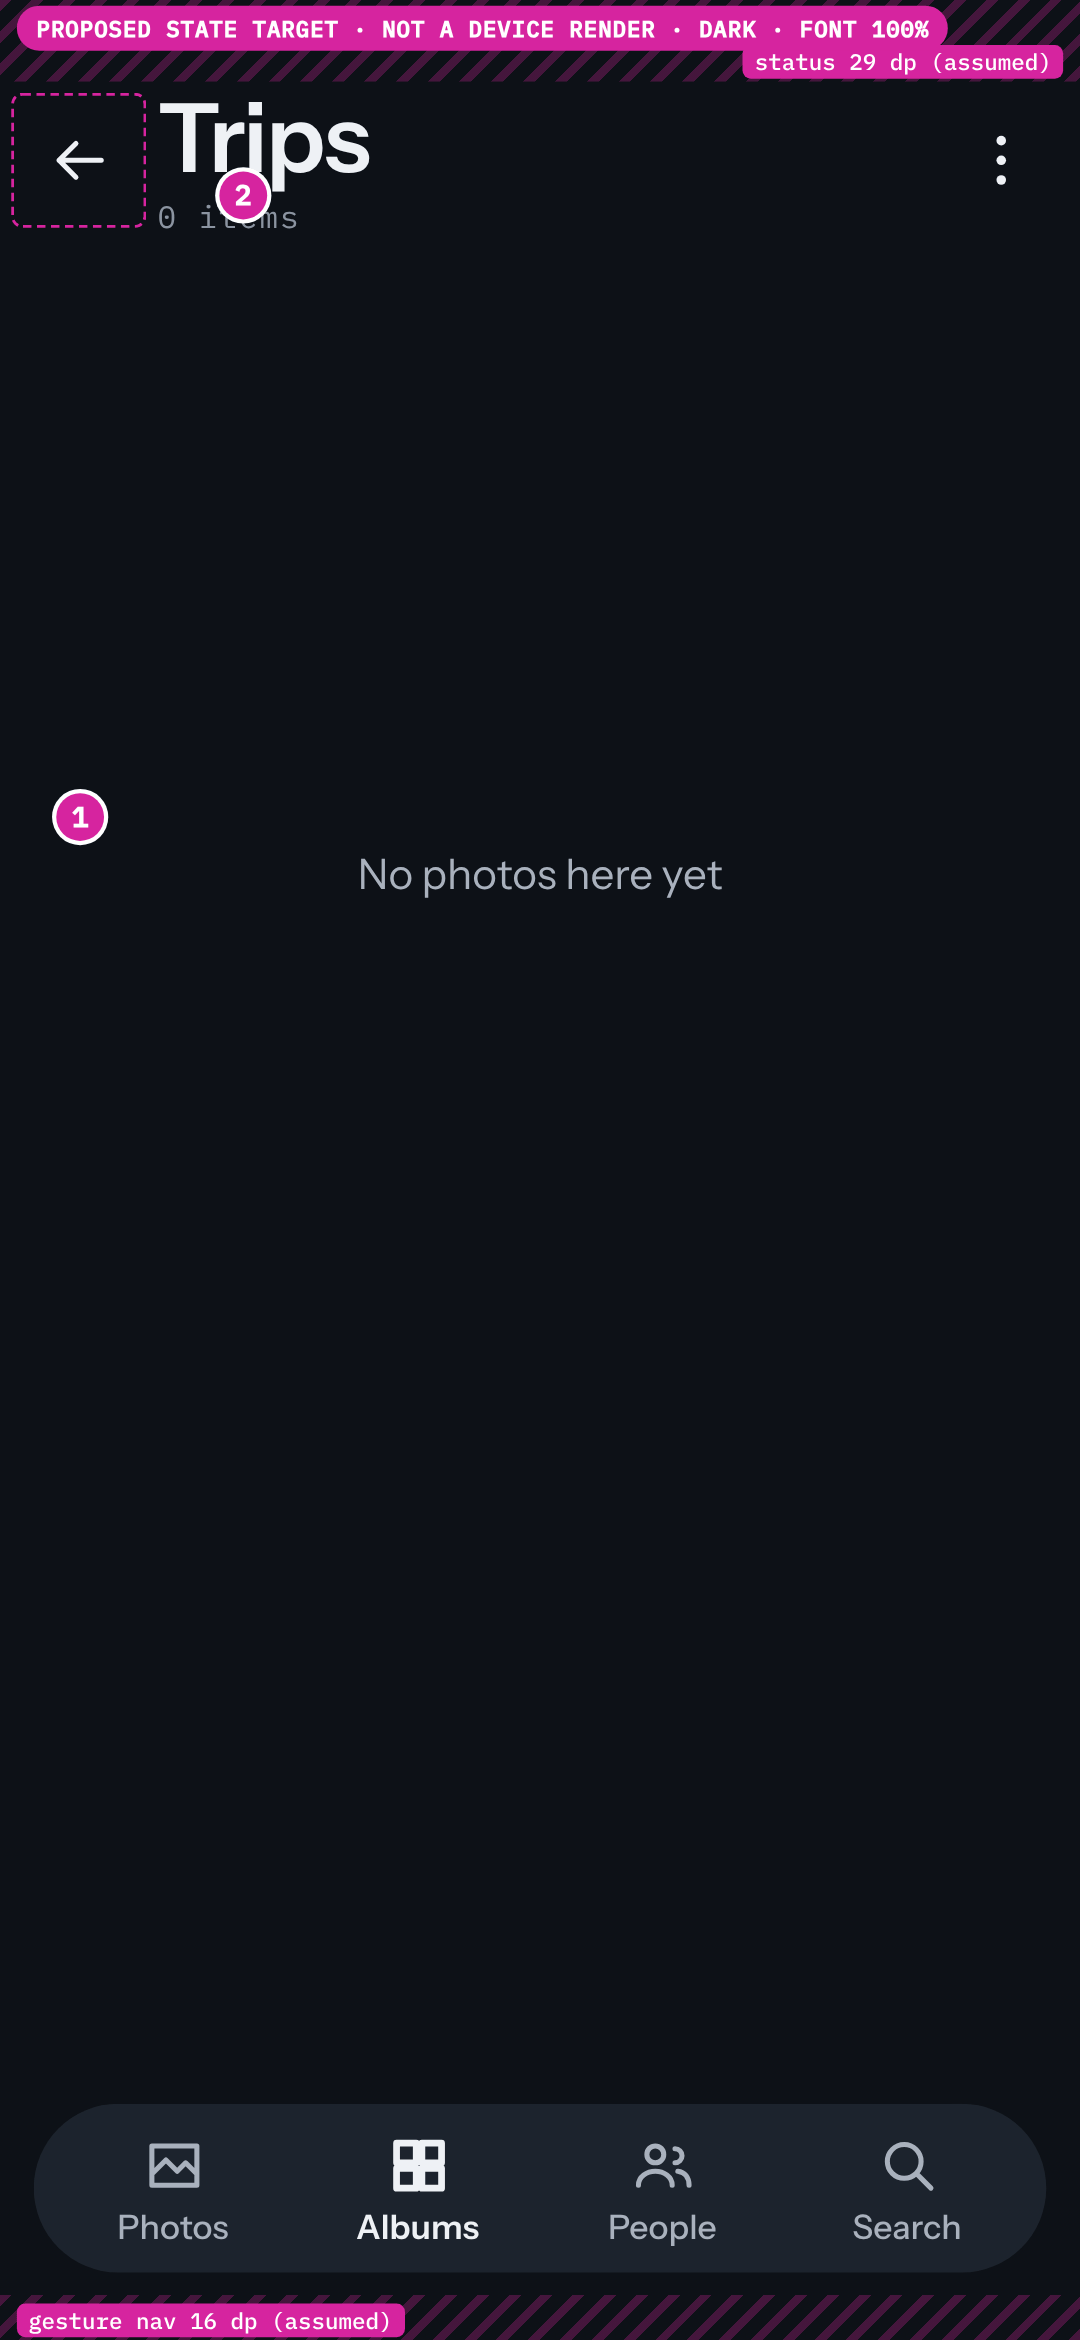 PROPOSED STATE TARGET · NOT A DEVICE RENDER · DARK · FONT 100%
status 29 dp (assumed)
Trips
2
0 items
1
No photos here yet
Photos
Albums
People
Search
gesture nav 16 dp (assumed)